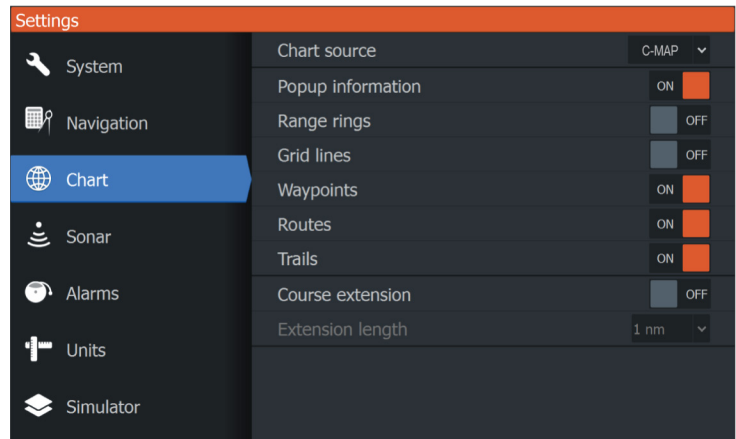 Settings
System
Navigation
Chart
Sonar
Alarms
Units
Simulator
Chart source C-MAP
Popup information ON
Range rings OFF
Grid lines OFF
Waypoints ON
Routes ON
Trails ON
Course extension OFF
Extension length 1 nm